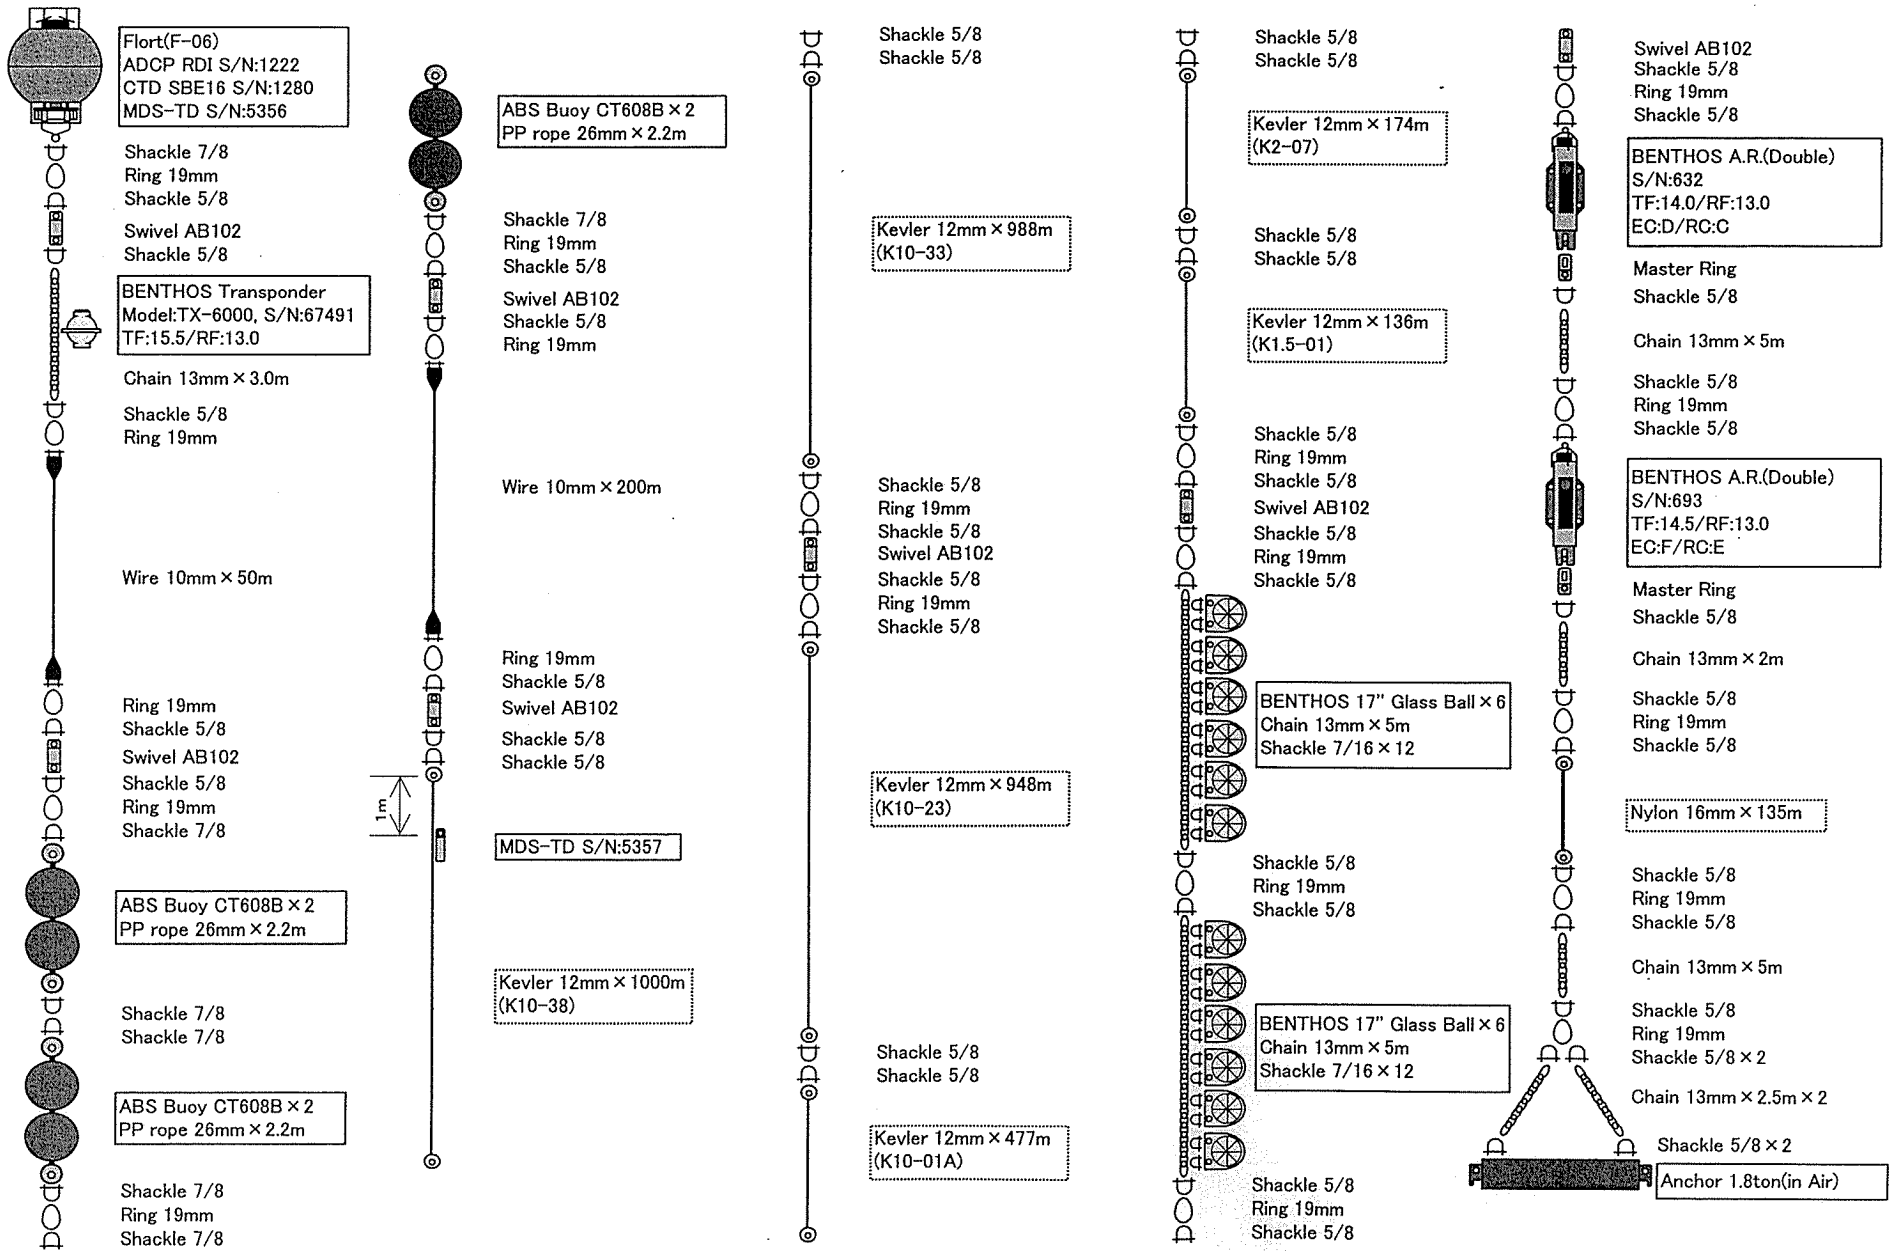 Flort(F-06)
ADCP RDI S/N:1222
CTD SBE16 S/N:1280
MDS-TD S/N:5356
Shackle 7/8
Ring 19mm
Shackle 5/8
Swivel AB102
Shackle 5/8
BENTHOS Transponder
Model:TX-6000, S/N:67491
TF:15.5/RF:13.0
Chain 13mm×3.0m
Shackle 5/8
Ring 19mm
Wire 10mm×50m
Ring 19mm
Shackle 5/8
Swivel AB102
Shackle 5/8
Ring 19mm
Shackle 7/8
ABS Buoy CT608B×2
PP rope 26mm×2.2m
Shackle 7/8
Shackle 7/8
ABS Buoy CT608B×2
PP rope 26mm×2.2m
Shackle 7/8
Ring 19mm
Shackle 7/8
ABS Buoy CT608B×2
PP rope 26mm×2.2m
Shackle 7/8
Ring 19mm
Shackle 5/8
Swivel AB102
Shackle 5/8
Ring 19mm
Wire 10mm×200m
Ring 19mm
Shackle 5/8
Swivel AB102
Shackle 5/8
Shackle 5/8
1m
MDS-TD S/N:5357
Kevler 12mm×1000m
(K10-38)
Shackle 5/8
Shackle 5/8
Kevler 12mm×988m
(K10-33)
Shackle 5/8
Ring 19mm
Shackle 5/8
Swivel AB102
Shackle 5/8
Ring 19mm
Shackle 5/8
Kevler 12mm×948m
(K10-23)
Shackle 5/8
Shackle 5/8
Kevler 12mm×477m
(K10-01A)
Shackle 5/8
Shackle 5/8
Kevler 12mm×174m
(K2-07)
Shackle 5/8
Shackle 5/8
Kevler 12mm×136m
(K1.5-01)
Shackle 5/8
Ring 19mm
Shackle 5/8
Swivel AB102
Shackle 5/8
Ring 19mm
Shackle 5/8
BENTHOS 17" Glass Ball×6
Chain 13mm×5m
Shackle 7/16×12
Shackle 5/8
Ring 19mm
Shackle 5/8
BENTHOS 17" Glass Ball×6
Chain 13mm×5m
Shackle 7/16×12
Shackle 5/8
Ring 19mm
Shackle 5/8
Swivel AB102
Shackle 5/8
Ring 19mm
Shackle 5/8
BENTHOS A.R.(Double)
S/N:632
TF:14.0/RF:13.0
EC:D/RC:C
Master Ring
Shackle 5/8
Chain 13mm×5m
Shackle 5/8
Ring 19mm
Shackle 5/8
BENTHOS A.R.(Double)
S/N:693
TF:14.5/RF:13.0
EC:F/RC:E
Master Ring
Shackle 5/8
Chain 13mm×2m
Shackle 5/8
Ring 19mm
Shackle 5/8
Nylon 16mm×135m
Shackle 5/8
Ring 19mm
Shackle 5/8
Chain 13mm×5m
Shackle 5/8
Ring 19mm
Shackle 5/8×2
Chain 13mm×2.5m×2
Shackle 5/8×2
Anchor 1.8ton(in Air)